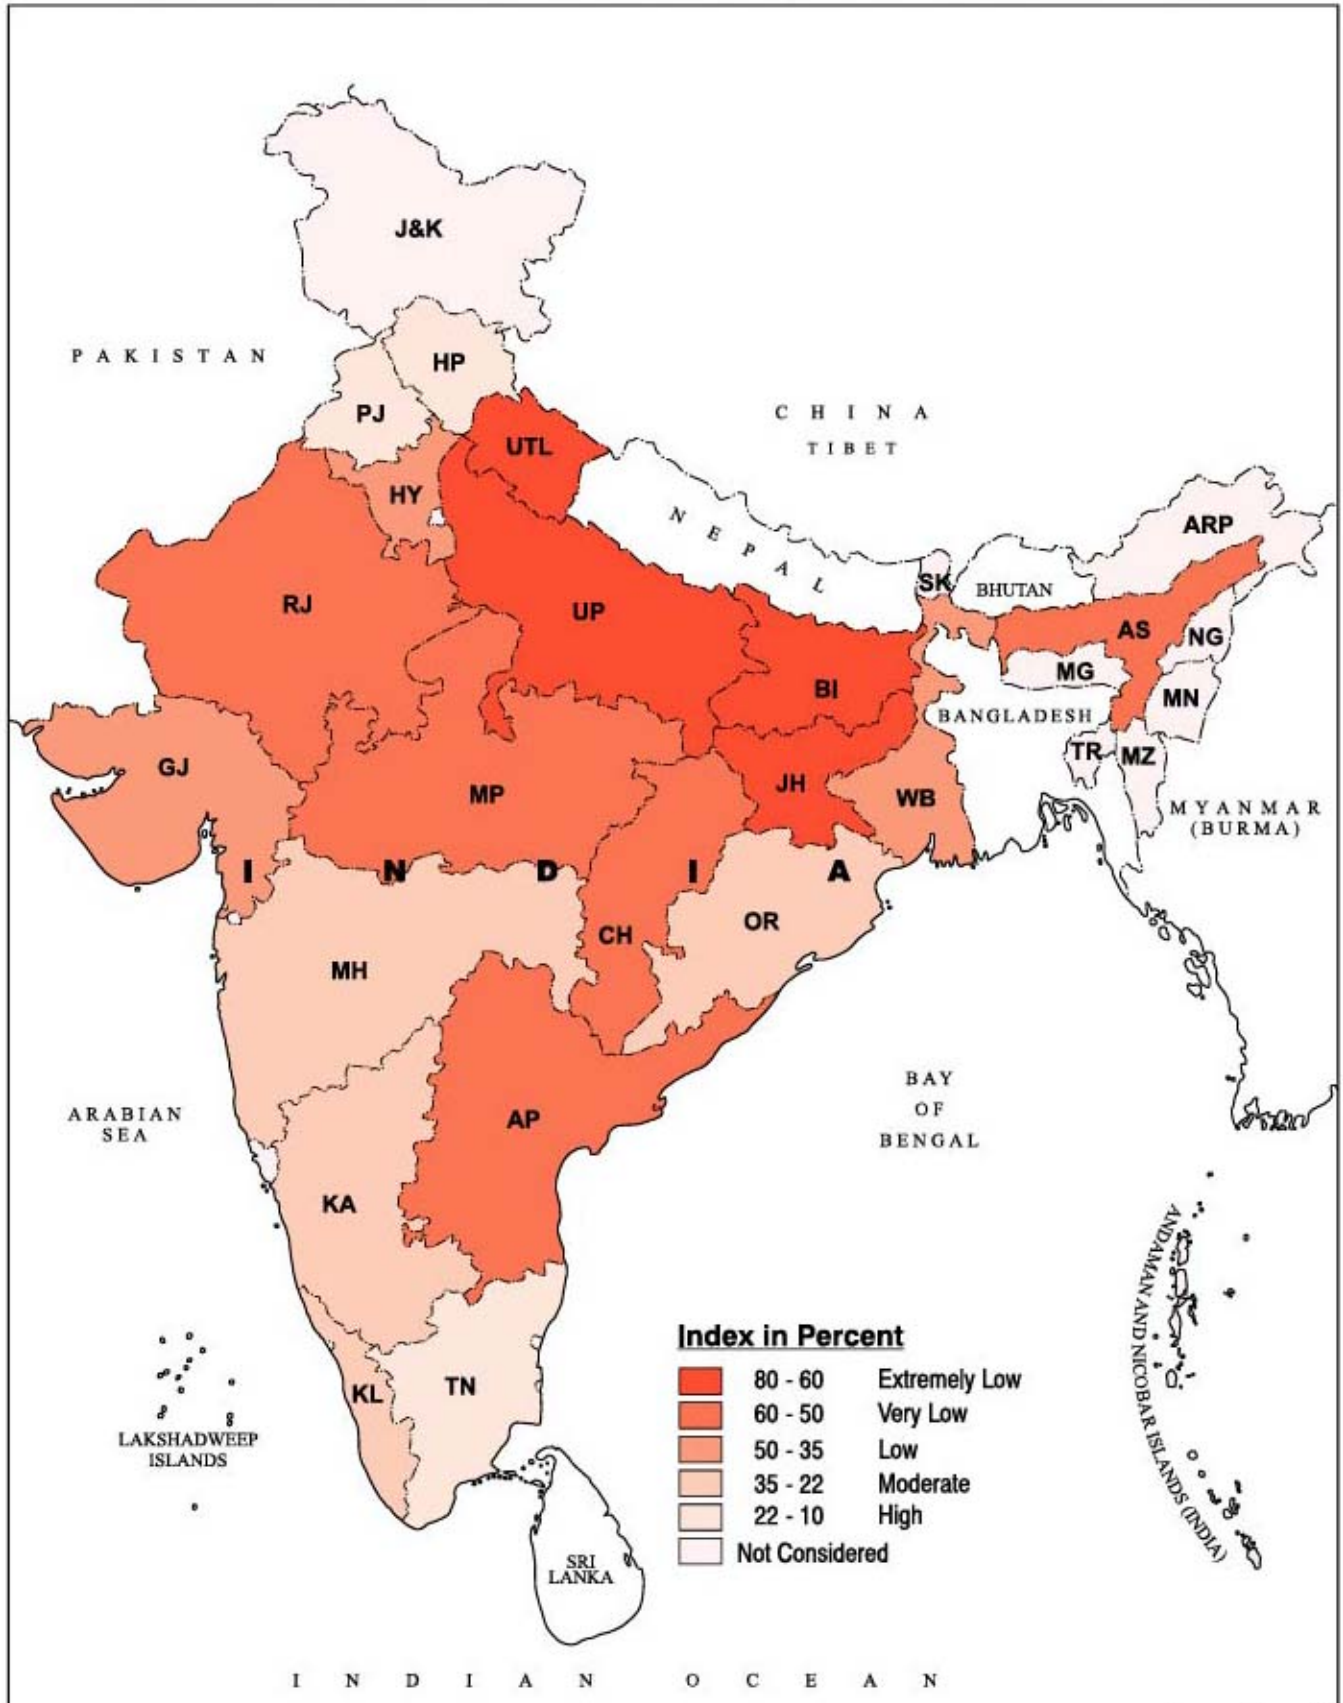 J&K
PAKISTAN
HP
PJ
CHINA
TIBET
UTL
HY
NEPAL
ARP
SK
BHUTAN
RJ
UP
AS
NG
MG
BI
MN
BANGLADESH
TR
MZ
GJ
MP
JH
WB
MYANMAR
(BURMA)
INDIA
OR
CH
MH
BAY
OF
BENGAL
ARABIAN
SEA
AP
KA
ANDAMAN AND NICOBAR ISLANDS (INDIA)
Index in Percent
80 - 60 Extremely Low
60 - 50 Very Low
50 - 35 Low
35 - 22 Moderate
22 - 10 High
Not Considered
KL
TN
LAKSHADWEEP
ISLANDS
SRI
LANKA
INDIAN OCEAN